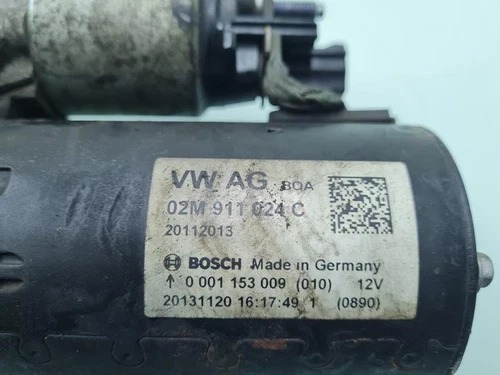 VW AG BOA
02M 911 024 C
20112013
BOSCH Made in Germany
↑ 0 001 153 009 (010) 12V
20131120 16:17:49 1 (0890)